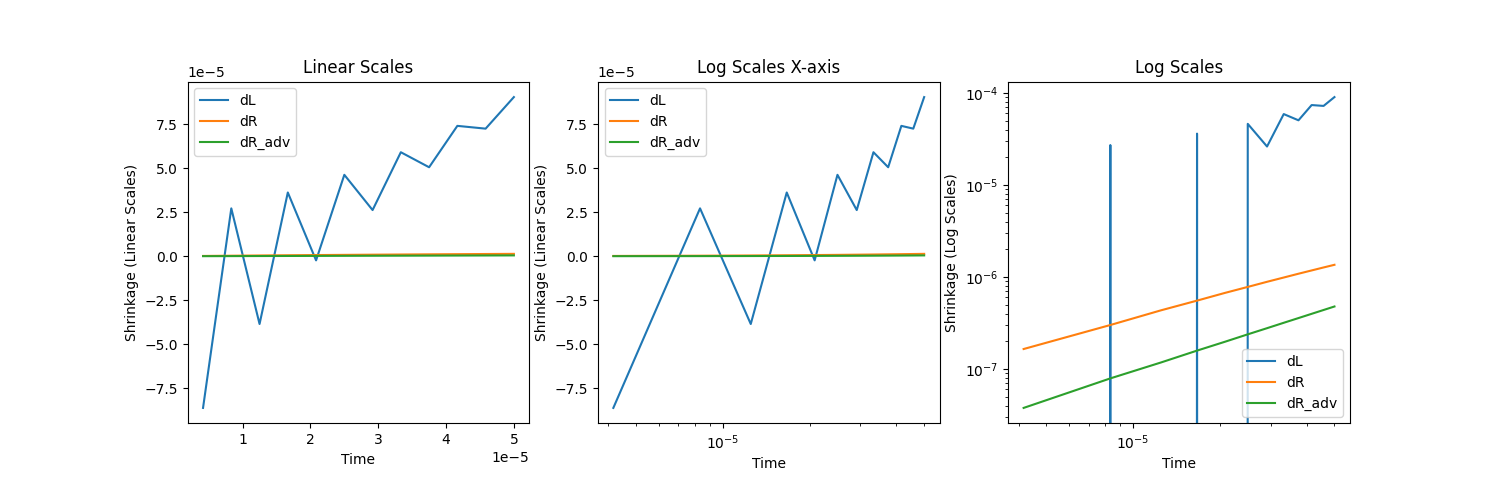 Linear Scales
1e−5
dL
dR
dR_adv
7.5
5.0
2.5
0.0
−2.5
−5.0
−7.5
Shrinkage (Linear Scales)
1
2
3
4
5
1e−5
Time
Log Scales X-axis
1e−5
dL
dR
dR_adv
7.5
5.0
2.5
0.0
−2.5
−5.0
−7.5
Shrinkage (Linear Scales)
10⁻⁵
Time
Log Scales
10⁻⁴
10⁻⁵
10⁻⁶
10⁻⁷
Shrinkage (Log Scales)
dL
dR
dR_adv
10⁻⁵
Time